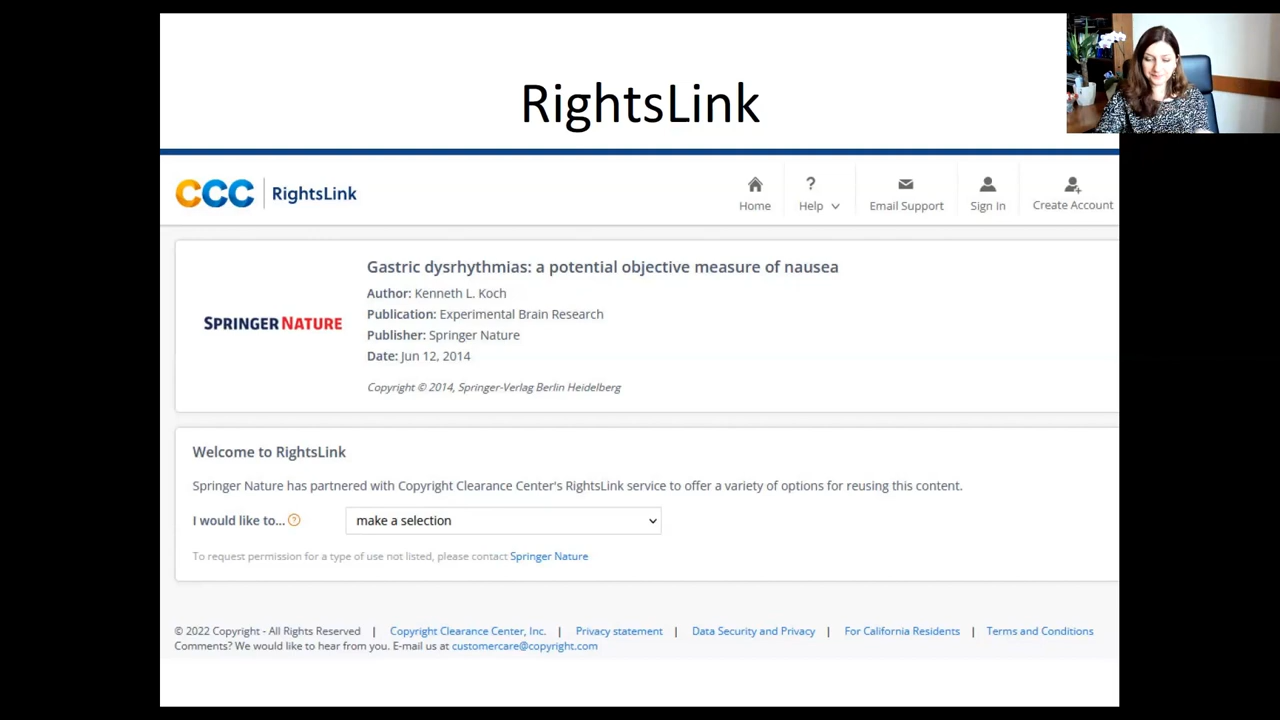 RightsLink
CCC RightsLink
Home
? Help
Email Support
Sign In
Create Account
SPRINGER NATURE
Gastric dysrhythmias: a potential objective measure of nausea
Author: Kenneth L. Koch
Publication: Experimental Brain Research
Publisher: Springer Nature
Date: Jun 12, 2014
Copyright © 2014, Springer-Verlag Berlin Heidelberg
Welcome to RightsLink
Springer Nature has partnered with Copyright Clearance Center's RightsLink service to offer a variety of options for reusing this content.
I would like to... ? make a selection
To request permission for a type of use not listed, please contact Springer Nature
© 2022 Copyright - All Rights Reserved | Copyright Clearance Center, Inc. | Privacy statement | Data Security and Privacy | For California Residents | Terms and Conditions
Comments? We would like to hear from you. E-mail us at customercare@copyright.com